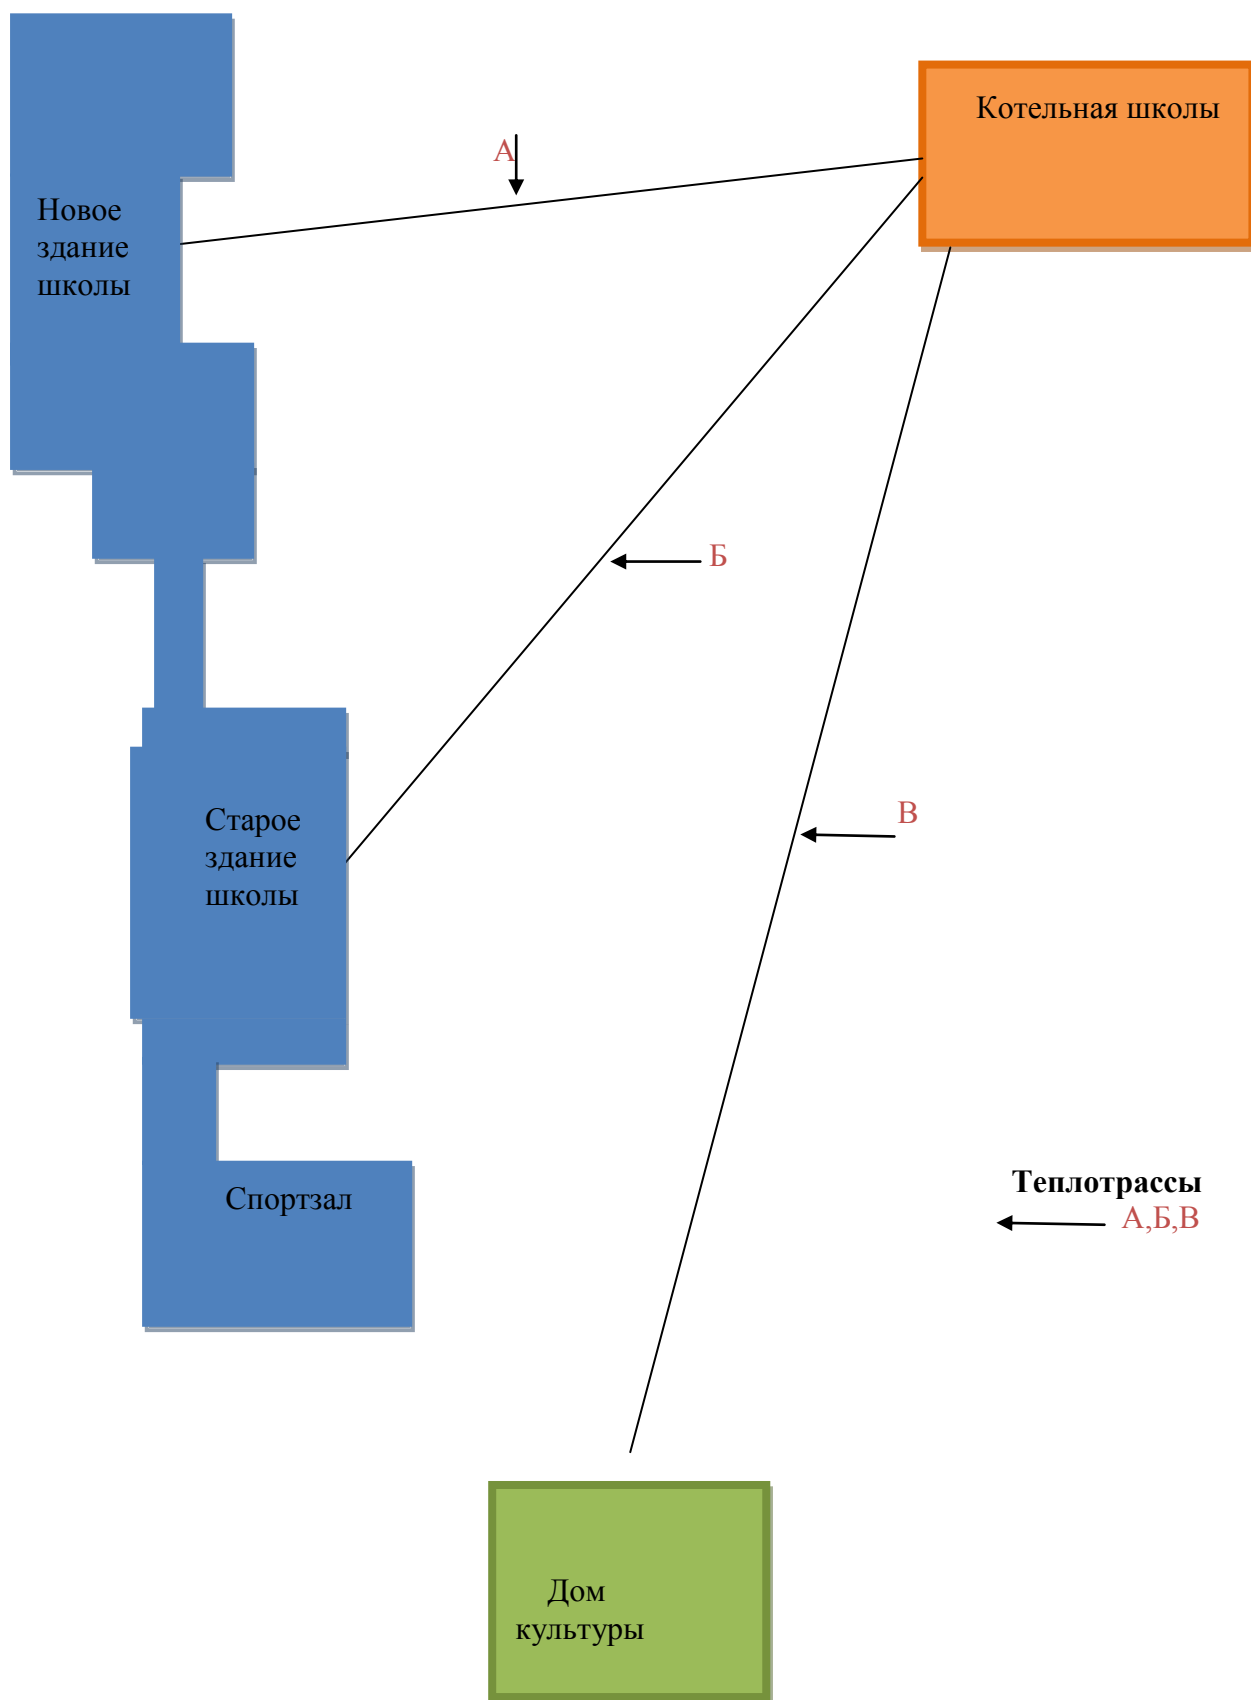 Котельная школы
А
Новое
здание
школы
Б
В
Старое
здание
школы
Теплотрассы
А,Б,В
Спортзал
Дом
культуры